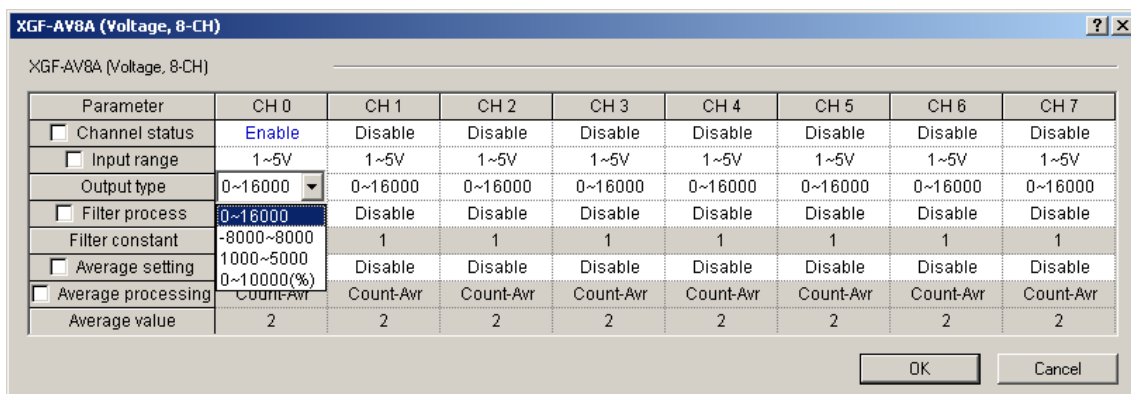 XGF-AV8A (Voltage, 8-CH)
XGF-AV8A (Voltage, 8-CH)
Parameter CH 0 CH 1 CH 2 CH 3 CH 4 CH 5 CH 6 CH 7
Channel status Enable Disable Disable Disable Disable Disable Disable Disable
Input range 1~5V 1~5V 1~5V 1~5V 1~5V 1~5V 1~5V 1~5V
Output type 0~16000 0~16000 0~16000 0~16000 0~16000 0~16000 0~16000 0~16000
Filter process 0~16000 Disable Disable Disable Disable Disable Disable Disable
Filter constant -8000~8000 1 1 1 1 1 1 1
1000~5000
Average setting 0~10000(%) Disable Disable Disable Disable Disable Disable Disable
Average processing Count-Avr Count-Avr Count-Avr Count-Avr Count-Avr Count-Avr Count-Avr Count-Avr
Average value 2 2 2 2 2 2 2 2
OK Cancel